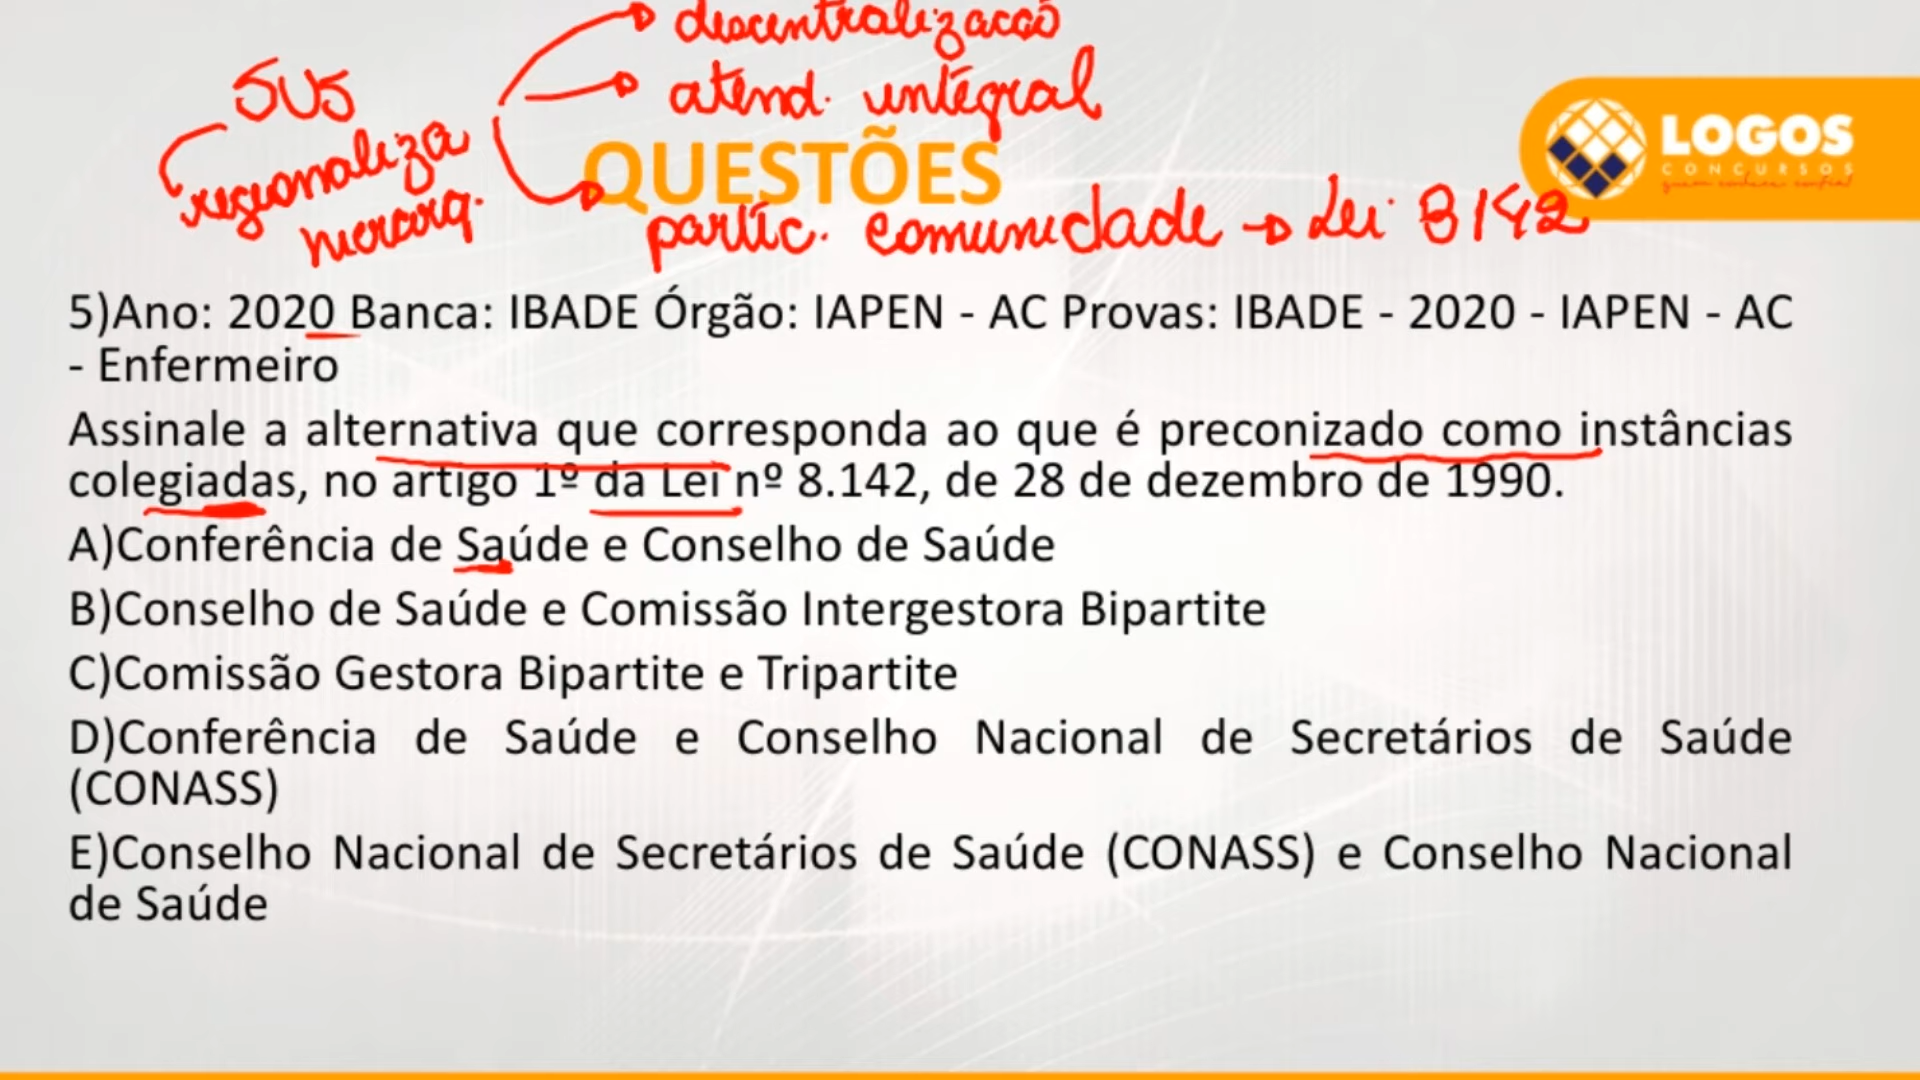 descentralização
SUS
atend. integral
regionaliza
hierarq.
QUESTÕES
LOGOS
CONCURSOS
partic. comunidade → Lei 8142
5)Ano: 2020 Banca: IBADE Órgão: IAPEN - AC Provas: IBADE - 2020 - IAPEN - AC
- Enfermeiro
Assinale a alternativa que corresponda ao que é preconizado como instâncias
colegiadas, no artigo 1º da Lei nº 8.142, de 28 de dezembro de 1990.
A)Conferência de Saúde e Conselho de Saúde
B)Conselho de Saúde e Comissão Intergestora Bipartite
C)Comissão Gestora Bipartite e Tripartite
D)Conferência de Saúde e Conselho Nacional de Secretários de Saúde
(CONASS)
E)Conselho Nacional de Secretários de Saúde (CONASS) e Conselho Nacional
de Saúde